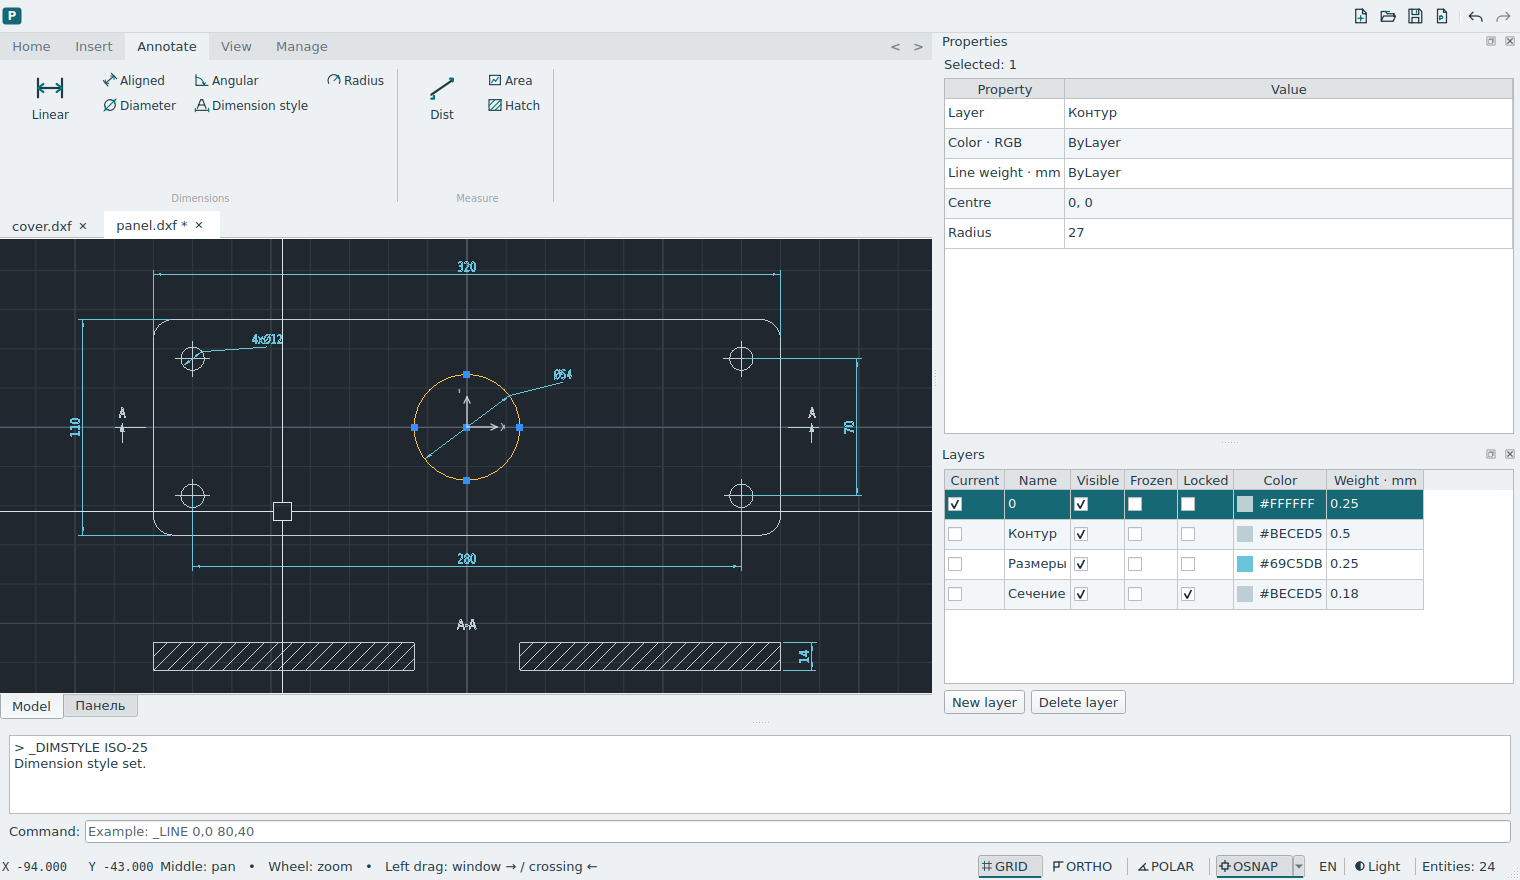 P
Home Insert Annotate View Manage < >
Linear
Aligned
Diameter
Angular
Dimension style
Radius
Dimensions
Dist
Area
Hatch
Measure
cover.dxf ×
panel.dxf * ×
320
4xØ12
Ø54
110
A
A
70
X
280
A-A
14
Model
Панель
Properties
Selected: 1
Property Value
Layer Контур
Color · RGB ByLayer
Line weight · mm ByLayer
Centre 0, 0
Radius 27
Layers
Current Name Visible Frozen Locked Color Weight · mm
0 #FFFFFF 0.25
Контур #BECED5 0.5
Размеры #69C5DB 0.25
Сечение #BECED5 0.18
New layer Delete layer
> _DIMSTYLE ISO-25
Dimension style set.
Command: Example: _LINE 0,0 80,40
X -94.000 Y -43.000 Middle: pan • Wheel: zoom • Left drag: window → / crossing ← GRID ORTHO POLAR OSNAP EN Light Entities: 24